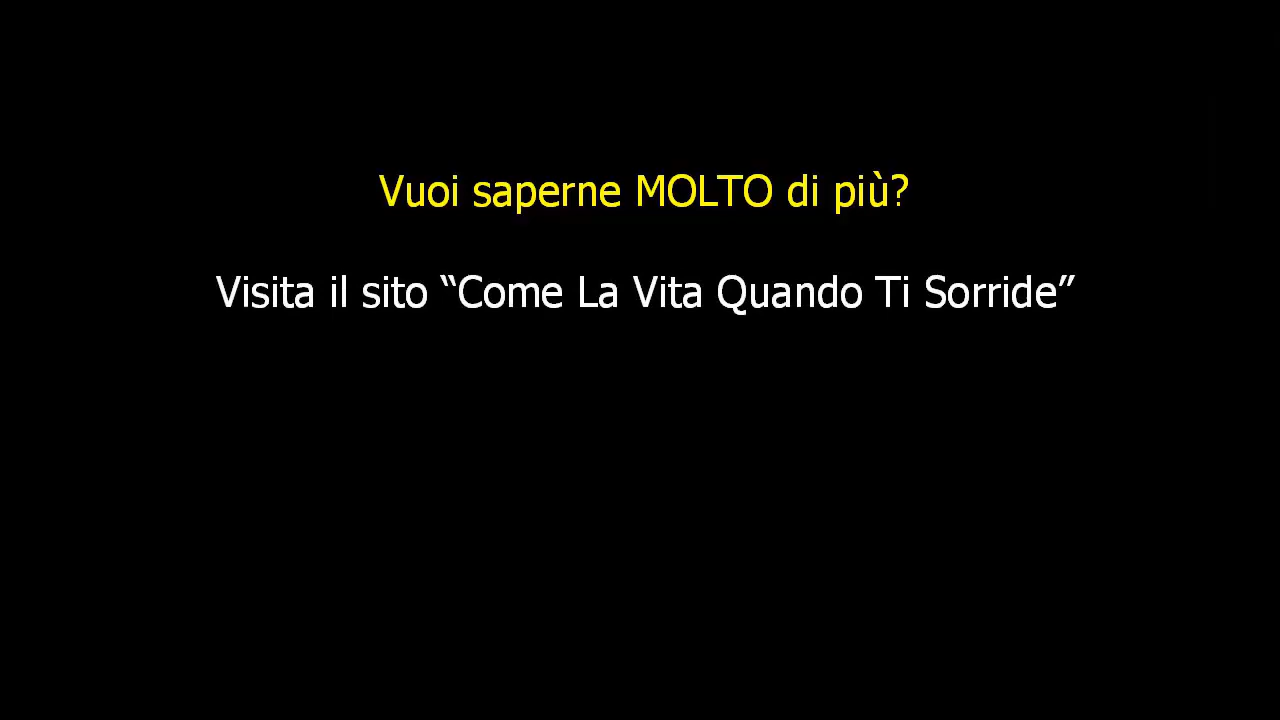 Vuoi saperne MOLTO di più?
Visita il sito “Come La Vita Quando Ti Sorride”